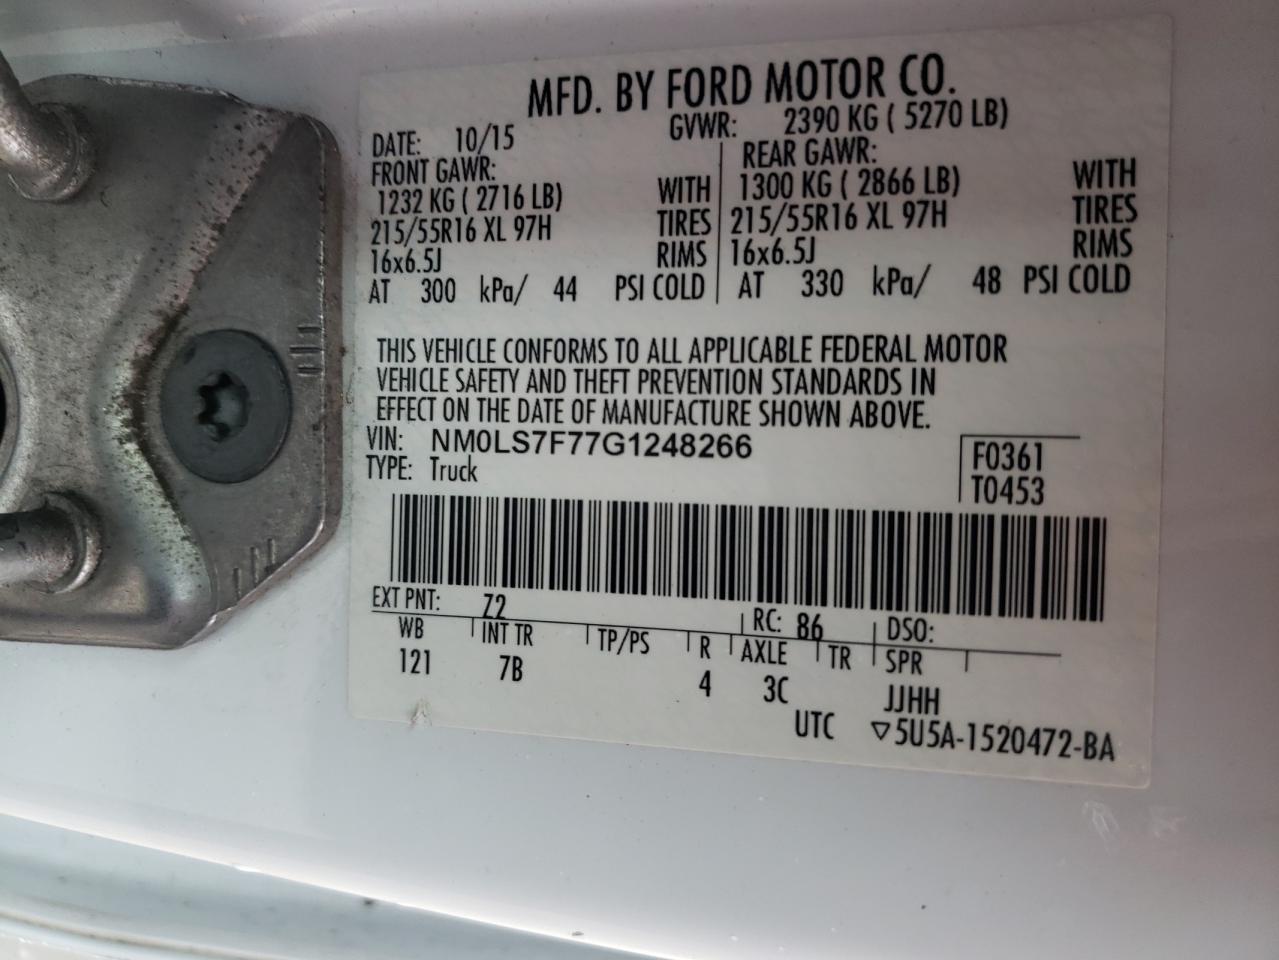 MFD. BY FORD MOTOR CO.
DATE: 10/15 GVWR: 2390 KG ( 5270 LB)
FRONT GAWR: REAR GAWR:
1232 KG ( 2716 LB) WITH 1300 KG ( 2866 LB) WITH
215/55R16 XL 97H TIRES 215/55R16 XL 97H TIRES
16x6.5J RIMS 16x6.5J RIMS
AT 300 kPa/ 44 PSI COLD AT 330 kPa/ 48 PSI COLD
THIS VEHICLE CONFORMS TO ALL APPLICABLE FEDERAL MOTOR
VEHICLE SAFETY AND THEFT PREVENTION STANDARDS IN
EFFECT ON THE DATE OF MANUFACTURE SHOWN ABOVE.
VIN: NM0LS7F77G1248266 F0361
TYPE: Truck T0453
EXT PNT: Z2 RC: 86 DSO:
WB INT TR TP/PS R AXLE TR SPR
121 7B 4 3C JJHH
UTC ▽5U5A-1520472-BA